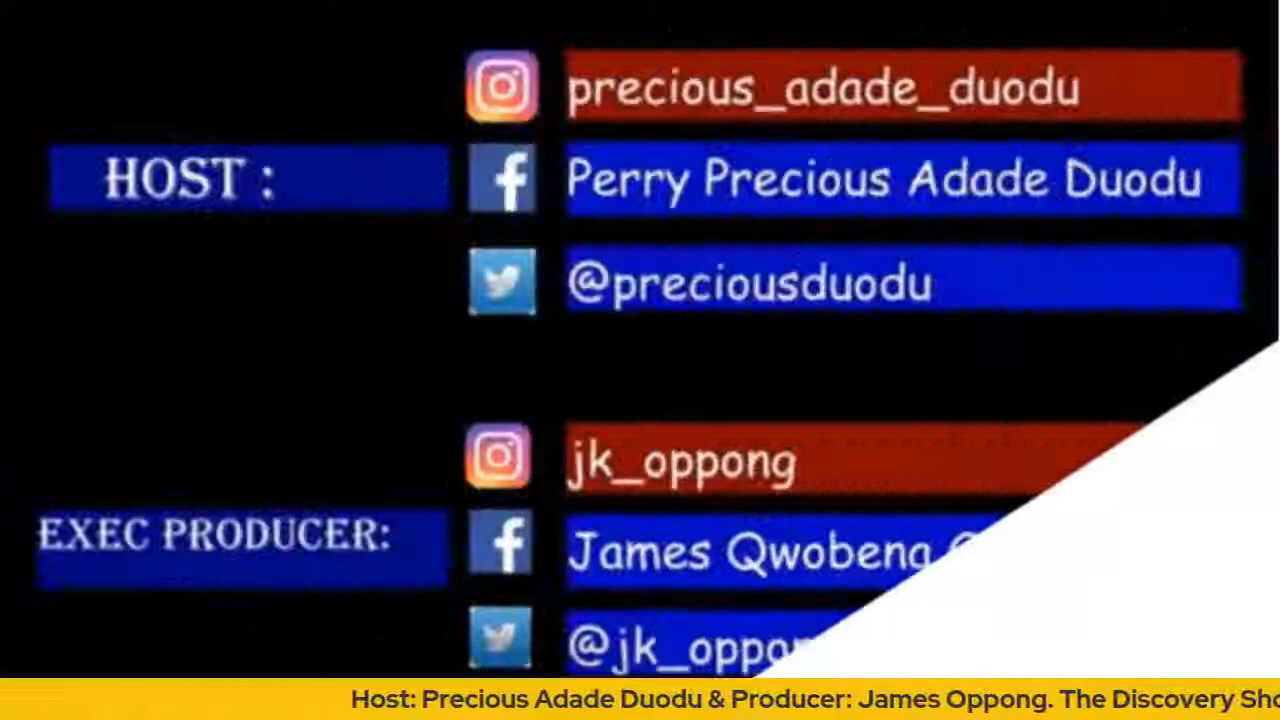 precious_adade_duodu
HOST :
Perry Precious Adade Duodu
@preciousduodu
jk_oppong
EXEC PRODUCER:
James Qwobeng
Host: Precious Adade Duodu & Producer: James Oppong. The Discovery